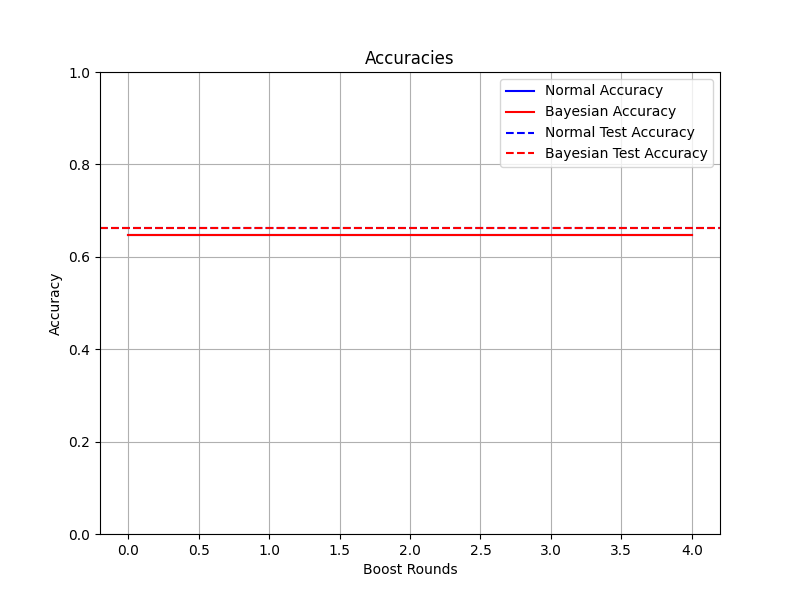 Accuracies
Normal Accuracy
Bayesian Accuracy
Normal Test Accuracy
Bayesian Test Accuracy
1.0
0.8
0.6
0.4
0.2
0.0
Accuracy
0.0 0.5 1.0 1.5 2.0 2.5 3.0 3.5 4.0
Boost Rounds